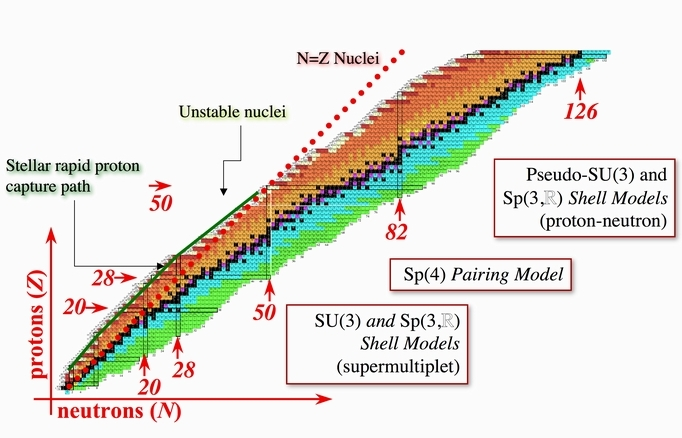 N=Z Nuclei
Unstable nuclei
Stellar rapid proton
capture path
50
28
20
protons (Z)
neutrons (N)
20
28
50
82
126
Pseudo-SU(3) and
Sp(3,ℝ) Shell Models
(proton-neutron)
Sp(4) Pairing Model
SU(3) and Sp(3,ℝ)
Shell Models
(supermultiplet)